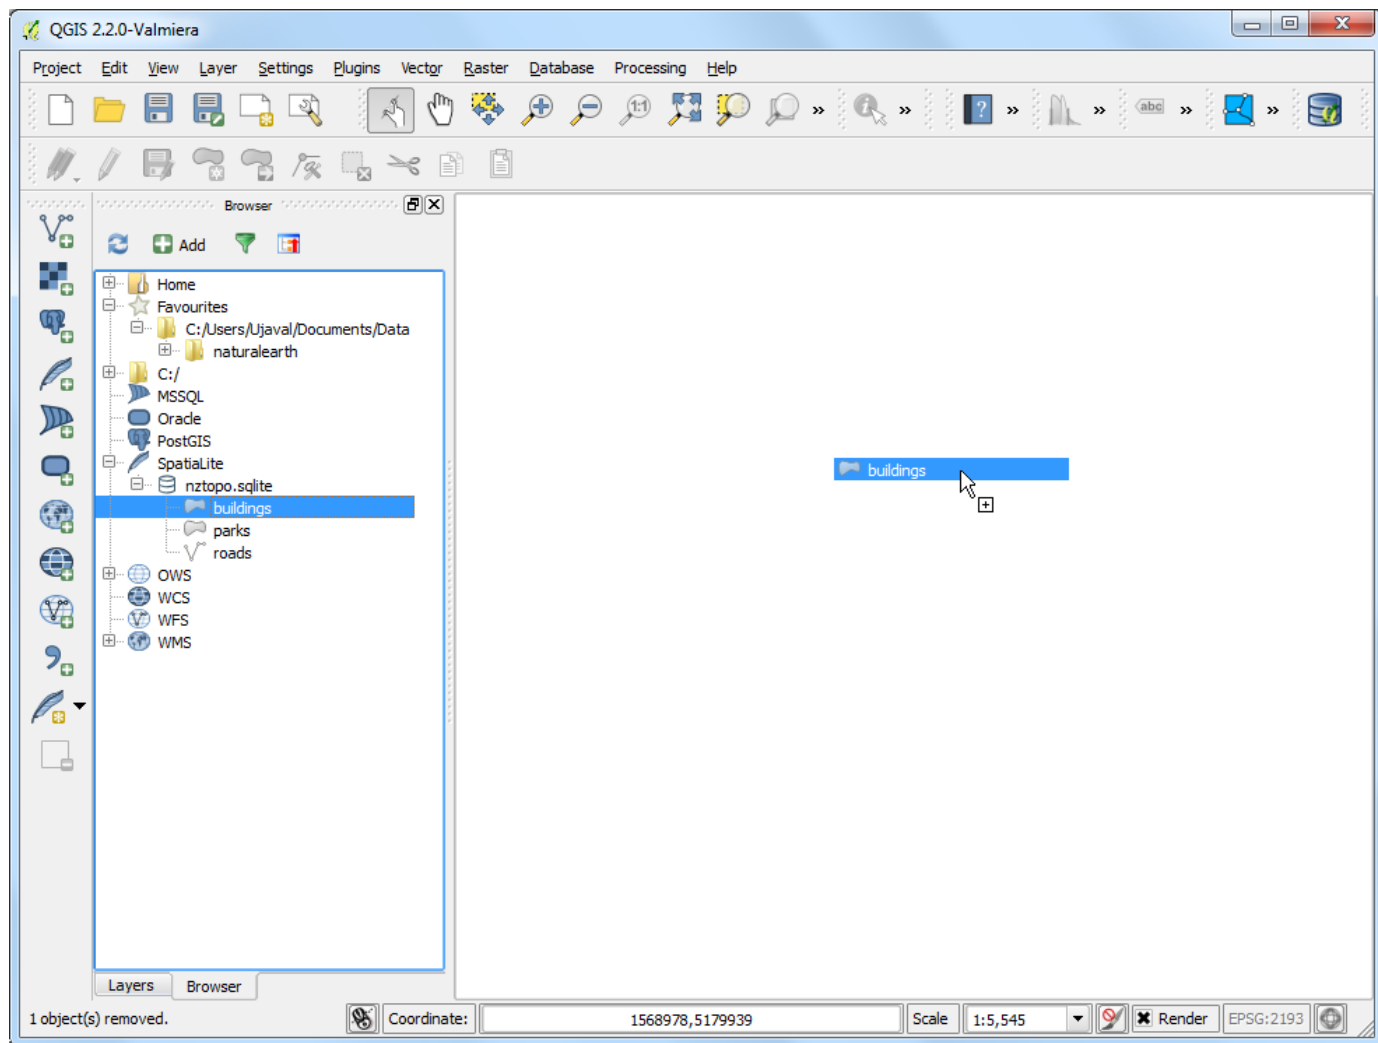 QGIS 2.2.0-Valmiera
Project Edit View Layer Settings Plugins Vector Raster Database Processing Help
1:1 » » ? » » abc » »
Browser
Add
Home
Favourites
C:/Users/Ujaval/Documents/Data
naturalearth
C:/
MSSQL
Oracle
PostGIS
SpatiaLite
nztopo.sqlite
buildings
parks
roads
OWS
WCS
WFS
WMS
buildings
Layers Browser
1 object(s) removed. Coordinate: 1568978,5179939 Scale 1:5,545 Render EPSG:2193